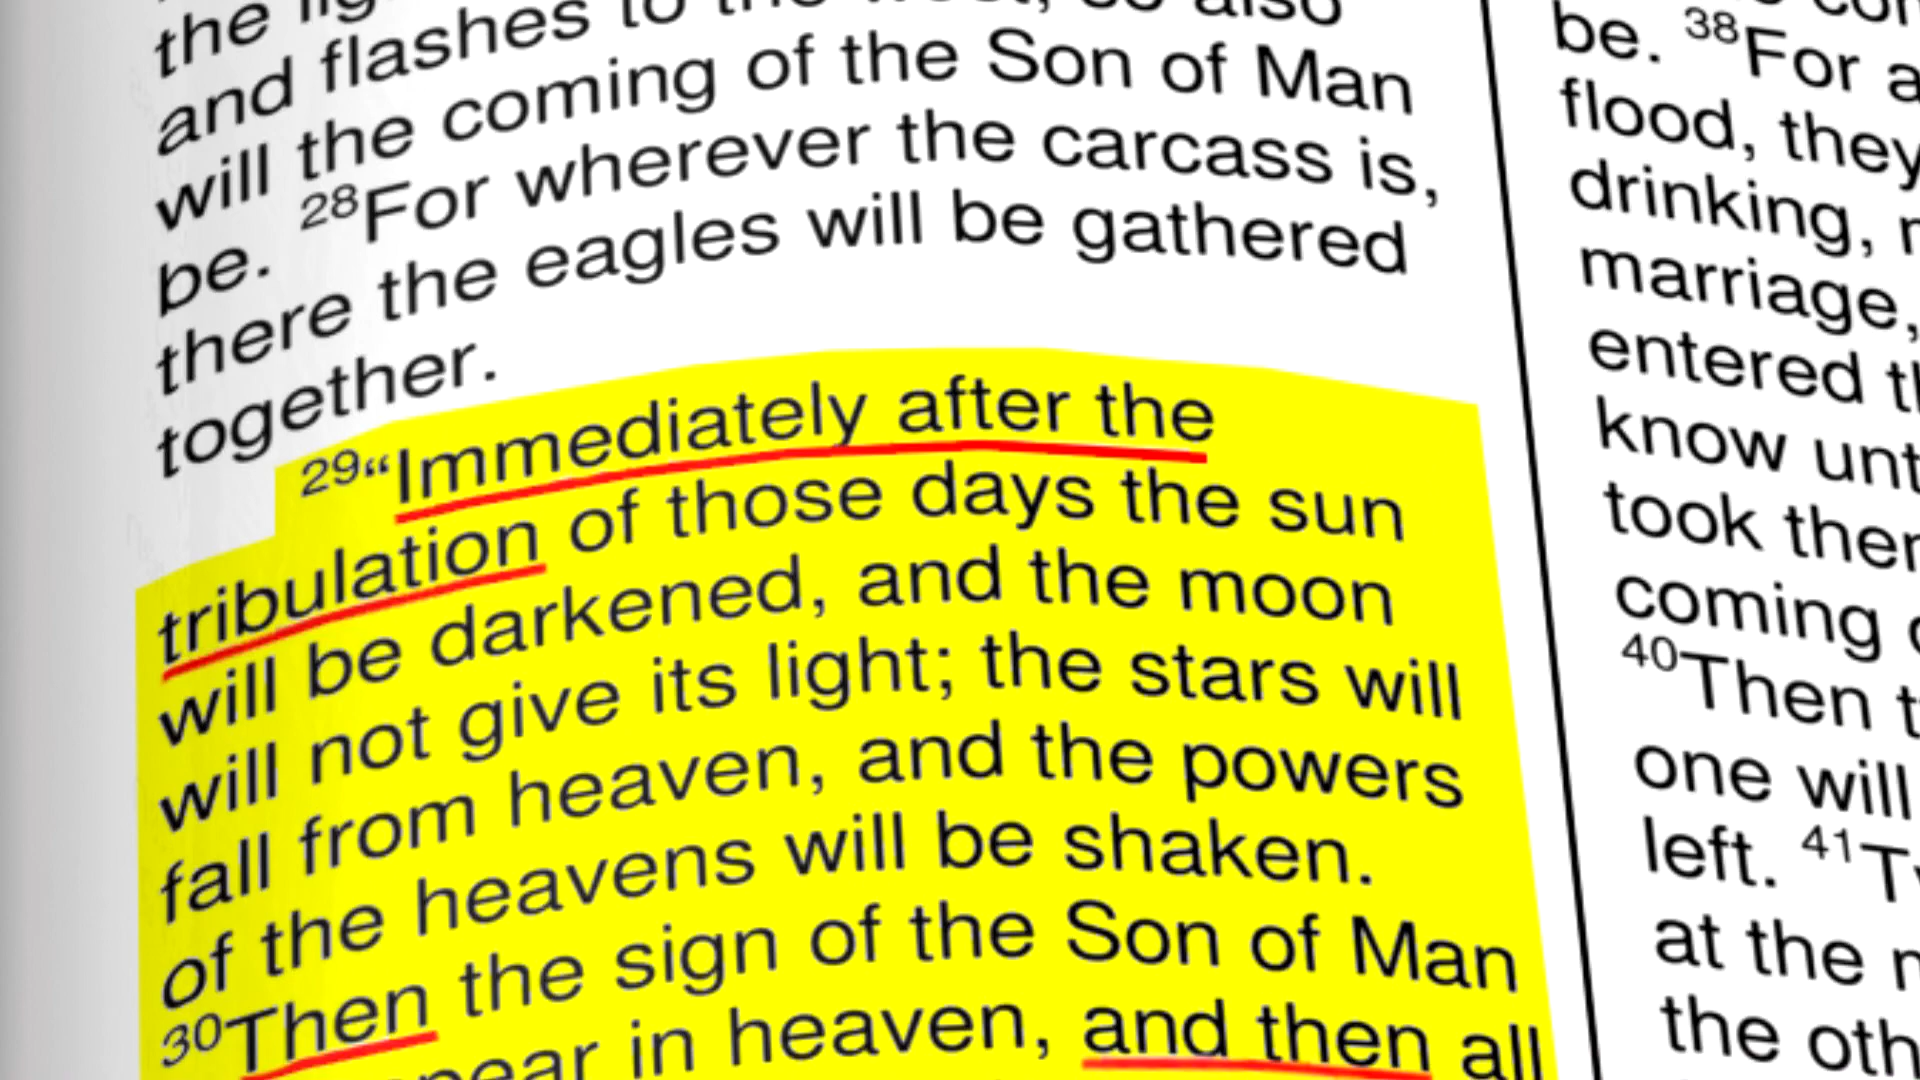 the
and flashes to the west, so also
will the coming of the Son of Man
be. 28For wherever the carcass is,
there the eagles will be gathered
together.
29“Immediately after the
tribulation of those days the sun
will be darkened, and the moon
will not give its light; the stars will
fall from heaven, and the powers
of the heavens will be shaken.
30Then the sign of the Son of Man
in heaven, and then all
be. 38For
flood, they
drinking,
marriage,
entered
know
took
coming
40Then
one will
left. 41
at the
the